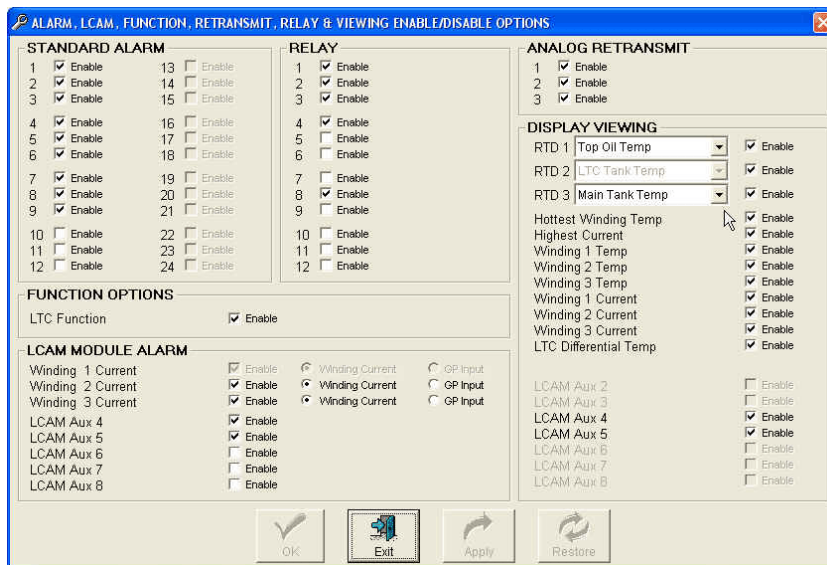 ALARM, LCAM, FUNCTION, RETRANSMIT, RELAY & VIEWING ENABLE/DISABLE OPTIONS
STANDARD ALARM
1 Enable 13 Enable
2 Enable 14 Enable
3 Enable 15 Enable
4 Enable 16 Enable
5 Enable 17 Enable
6 Enable 18 Enable
7 Enable 19 Enable
8 Enable 20 Enable
9 Enable 21 Enable
10 Enable 22 Enable
11 Enable 23 Enable
12 Enable 24 Enable
RELAY
1 Enable
2 Enable
3 Enable
4 Enable
5 Enable
6 Enable
7 Enable
8 Enable
9 Enable
10 Enable
11 Enable
12 Enable
FUNCTION OPTIONS
LTC Function Enable
LCAM MODULE ALARM
Winding 1 Current Enable Winding Current GP Input
Winding 2 Current Enable Winding Current GP Input
Winding 3 Current Enable Winding Current GP Input
LCAM Aux 4 Enable
LCAM Aux 5 Enable
LCAM Aux 6 Enable
LCAM Aux 7 Enable
LCAM Aux 8 Enable
ANALOG RETRANSMIT
1 Enable
2 Enable
3 Enable
DISPLAY VIEWING
RTD 1 Top Oil Temp Enable
RTD 2 LTC Tank Temp Enable
RTD 3 Main Tank Temp Enable
Hottest Winding Temp Enable
Highest Current Enable
Winding 1 Temp Enable
Winding 2 Temp Enable
Winding 3 Temp Enable
Winding 1 Current Enable
Winding 2 Current Enable
Winding 3 Current Enable
LTC Differential Temp Enable
LCAM Aux 2 Enable
LCAM Aux 3 Enable
LCAM Aux 4 Enable
LCAM Aux 5 Enable
LCAM Aux 6 Enable
LCAM Aux 7 Enable
LCAM Aux 8 Enable
OK Exit Apply Restore